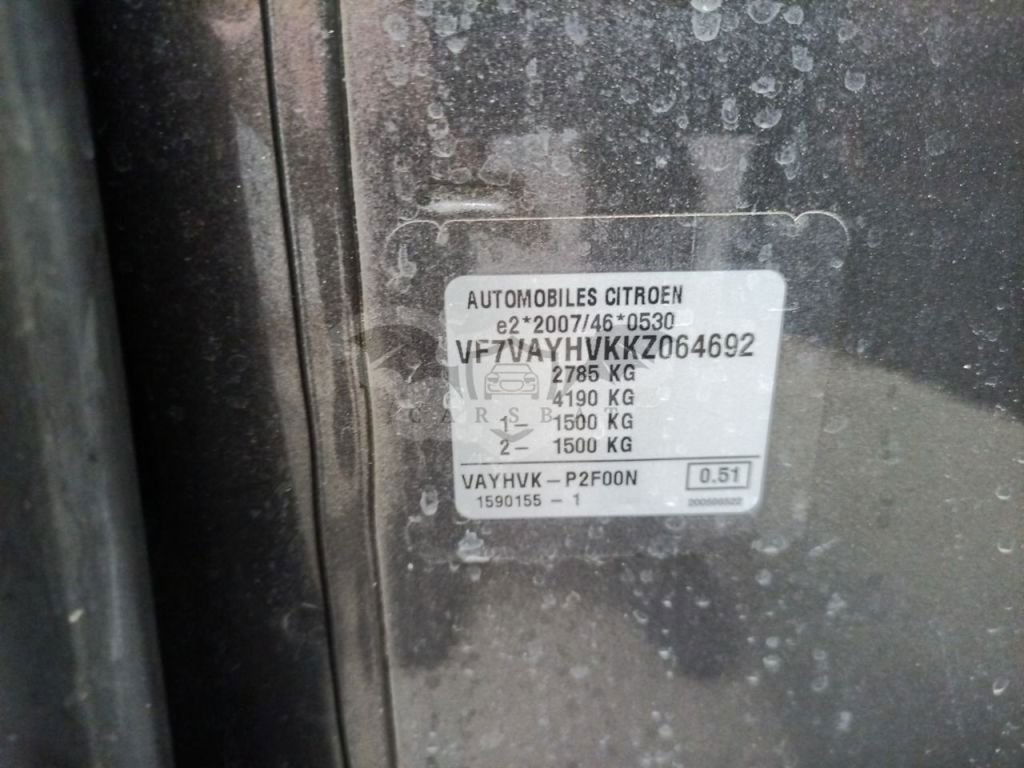 AUTOMOBILES CITROEN
e2*2007/46*0530
VF7VAYHVKKZ064692
2785 KG
4190 KG
1- 1500 KG
2- 1500 KG
VAYHVK-P2F00N 0.51
1590155 - 1
CARSBAT